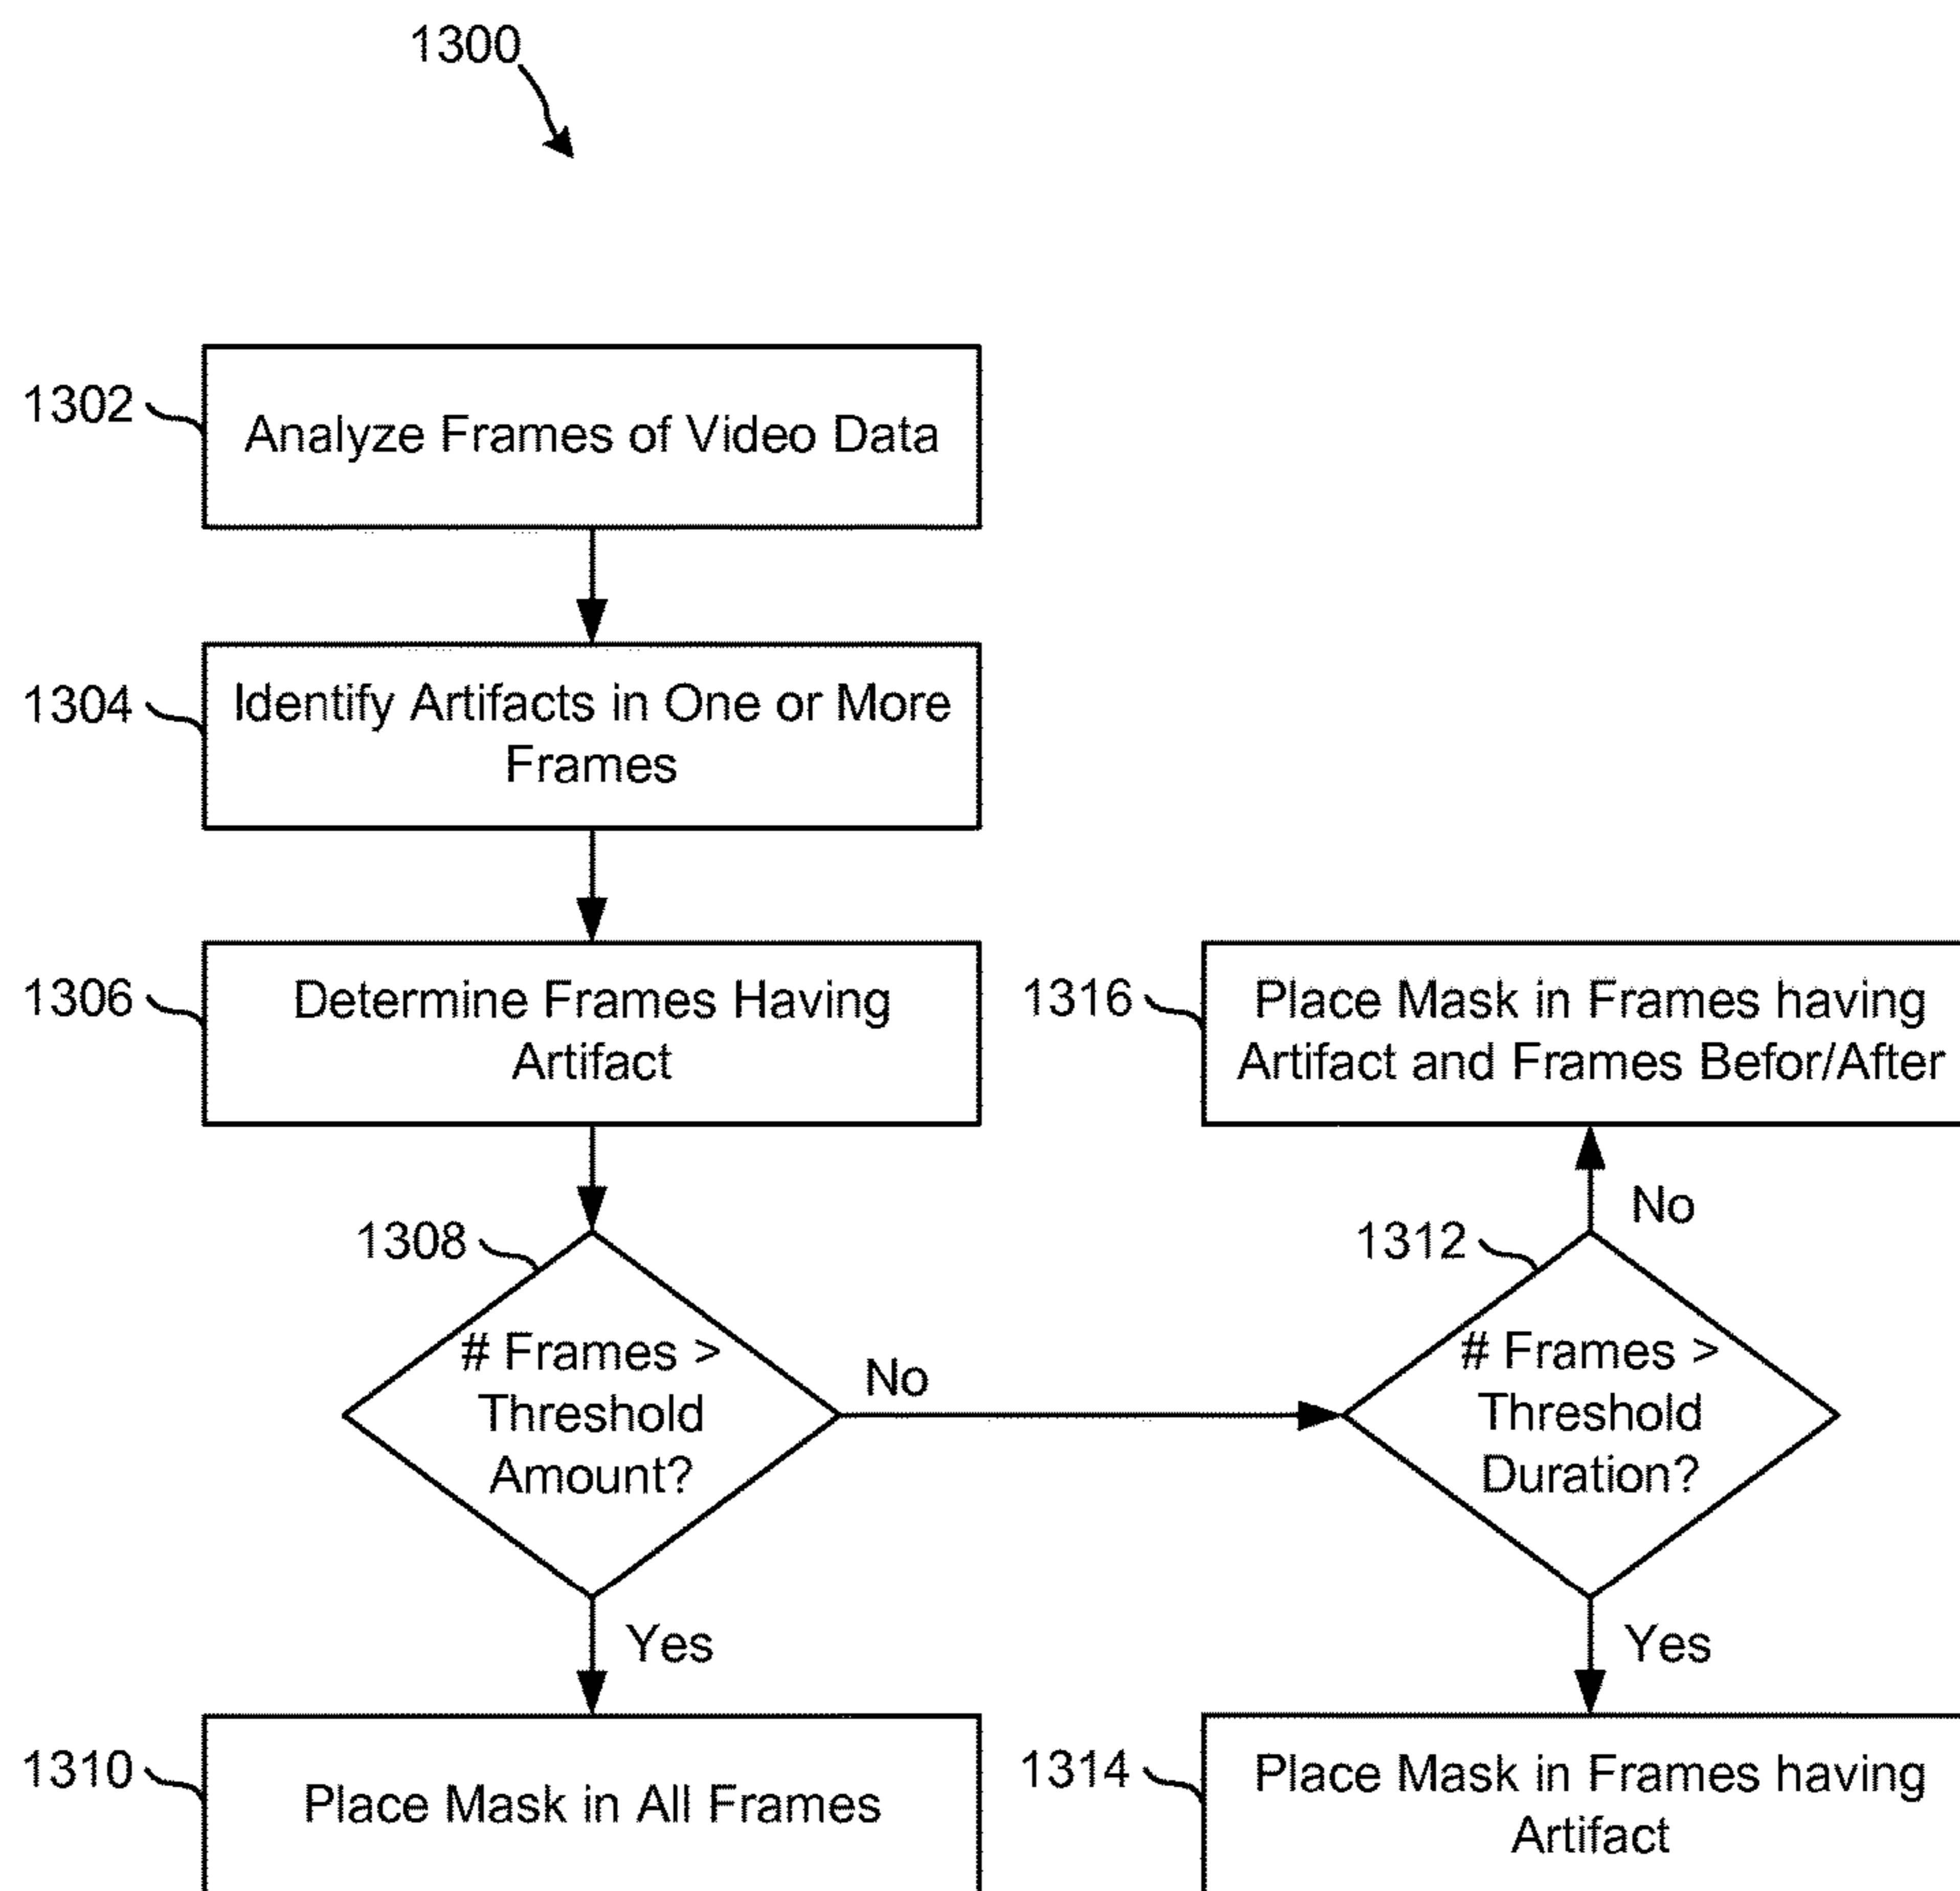 1300
1302
Analyze Frames of Video Data
1304
Identify Artifacts in One or More
Frames
1306
Determine Frames Having
Artifact
1316
Place Mask in Frames having
Artifact and Frames Befor/After
No
1308
# Frames >
Threshold
Amount?
No
1312
# Frames >
Threshold
Duration?
Yes
Yes
1310
Place Mask in All Frames
1314
Place Mask in Frames having
Artifact